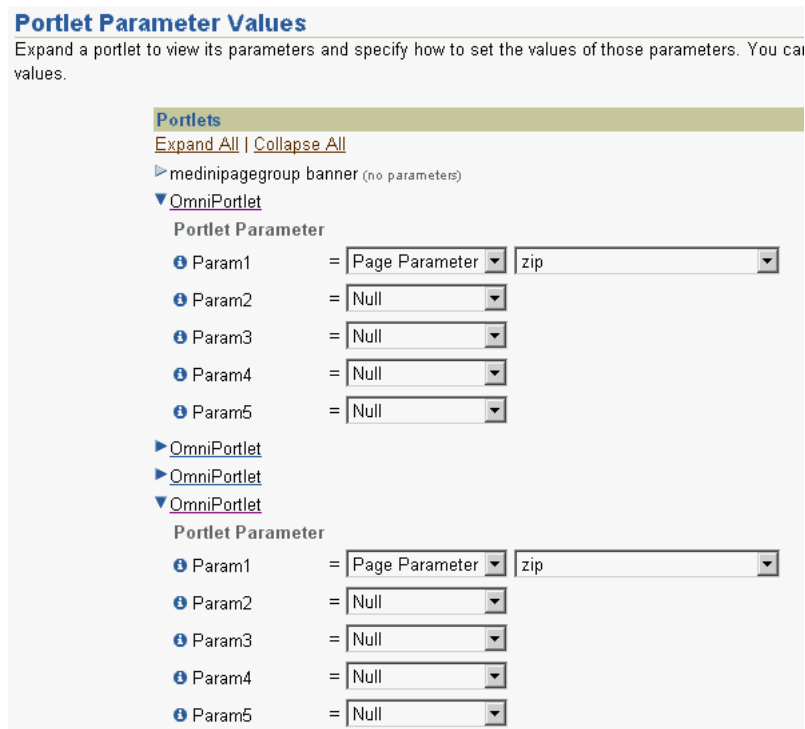 Portlet Parameter Values
Expand a portlet to view its parameters and specify how to set the values of those parameters. You can
values.
Portlets
Expand All | Collapse All
medinipagegroup banner (no parameters)
OmniPortlet
Portlet Parameter
Param1 = Page Parameter zip
Param2 = Null
Param3 = Null
Param4 = Null
Param5 = Null
OmniPortlet
OmniPortlet
OmniPortlet
Portlet Parameter
Param1 = Page Parameter zip
Param2 = Null
Param3 = Null
Param4 = Null
Param5 = Null